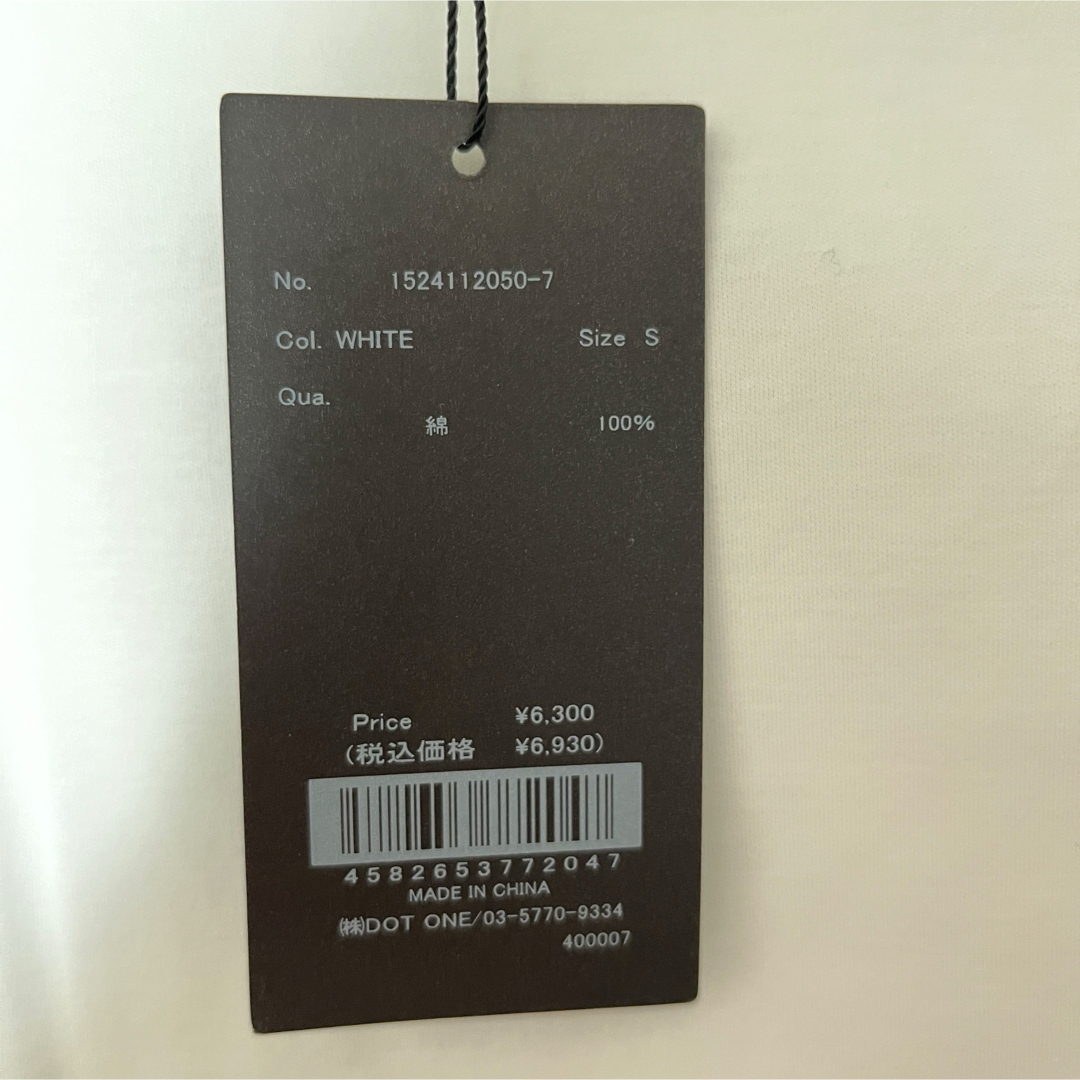 No. 1524112050-7
Col. WHITE Size S
Qua.
綿 100%
Price ¥6,300
(税込価格 ¥6,930)
4582653772047
MADE IN CHINA
㈱DOT ONE/03-5770-9334
400007